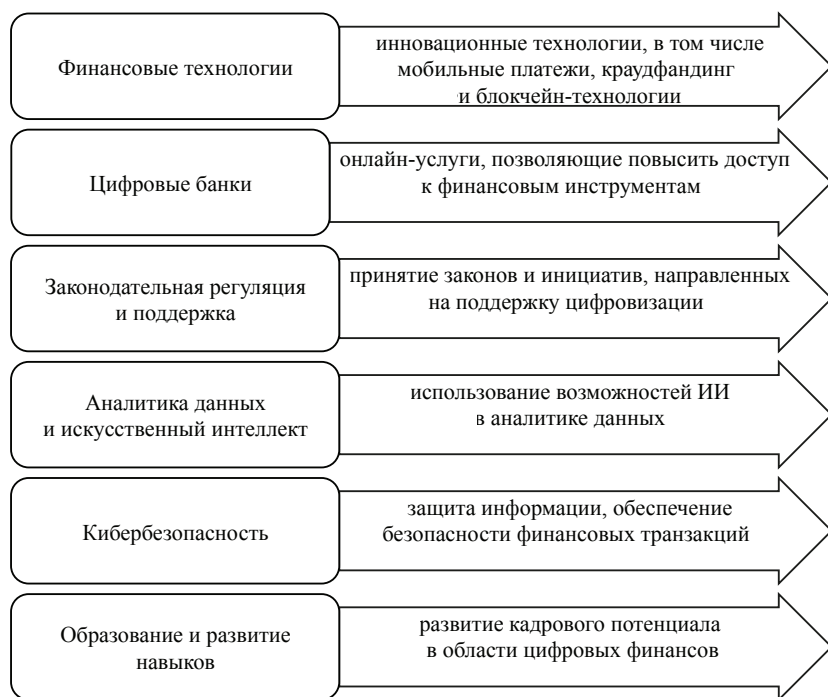 Финансовые технологии
инновационные технологии, в том числе
мобильные платежи, краудфандинг
и блокчейн-технологии
Цифровые банки
онлайн-услуги, позволяющие повысить доступ
к финансовым инструментам
Законодательная регуляция
и поддержка
принятие законов и инициатив, направленных
на поддержку цифровизации
Аналитика данных
и искусственный интеллект
использование возможностей ИИ
в аналитике данных
Кибербезопасность
защита информации, обеспечение
безопасности финансовых транзакций
Образование и развитие
навыков
развитие кадрового потенциала
в области цифровых финансов